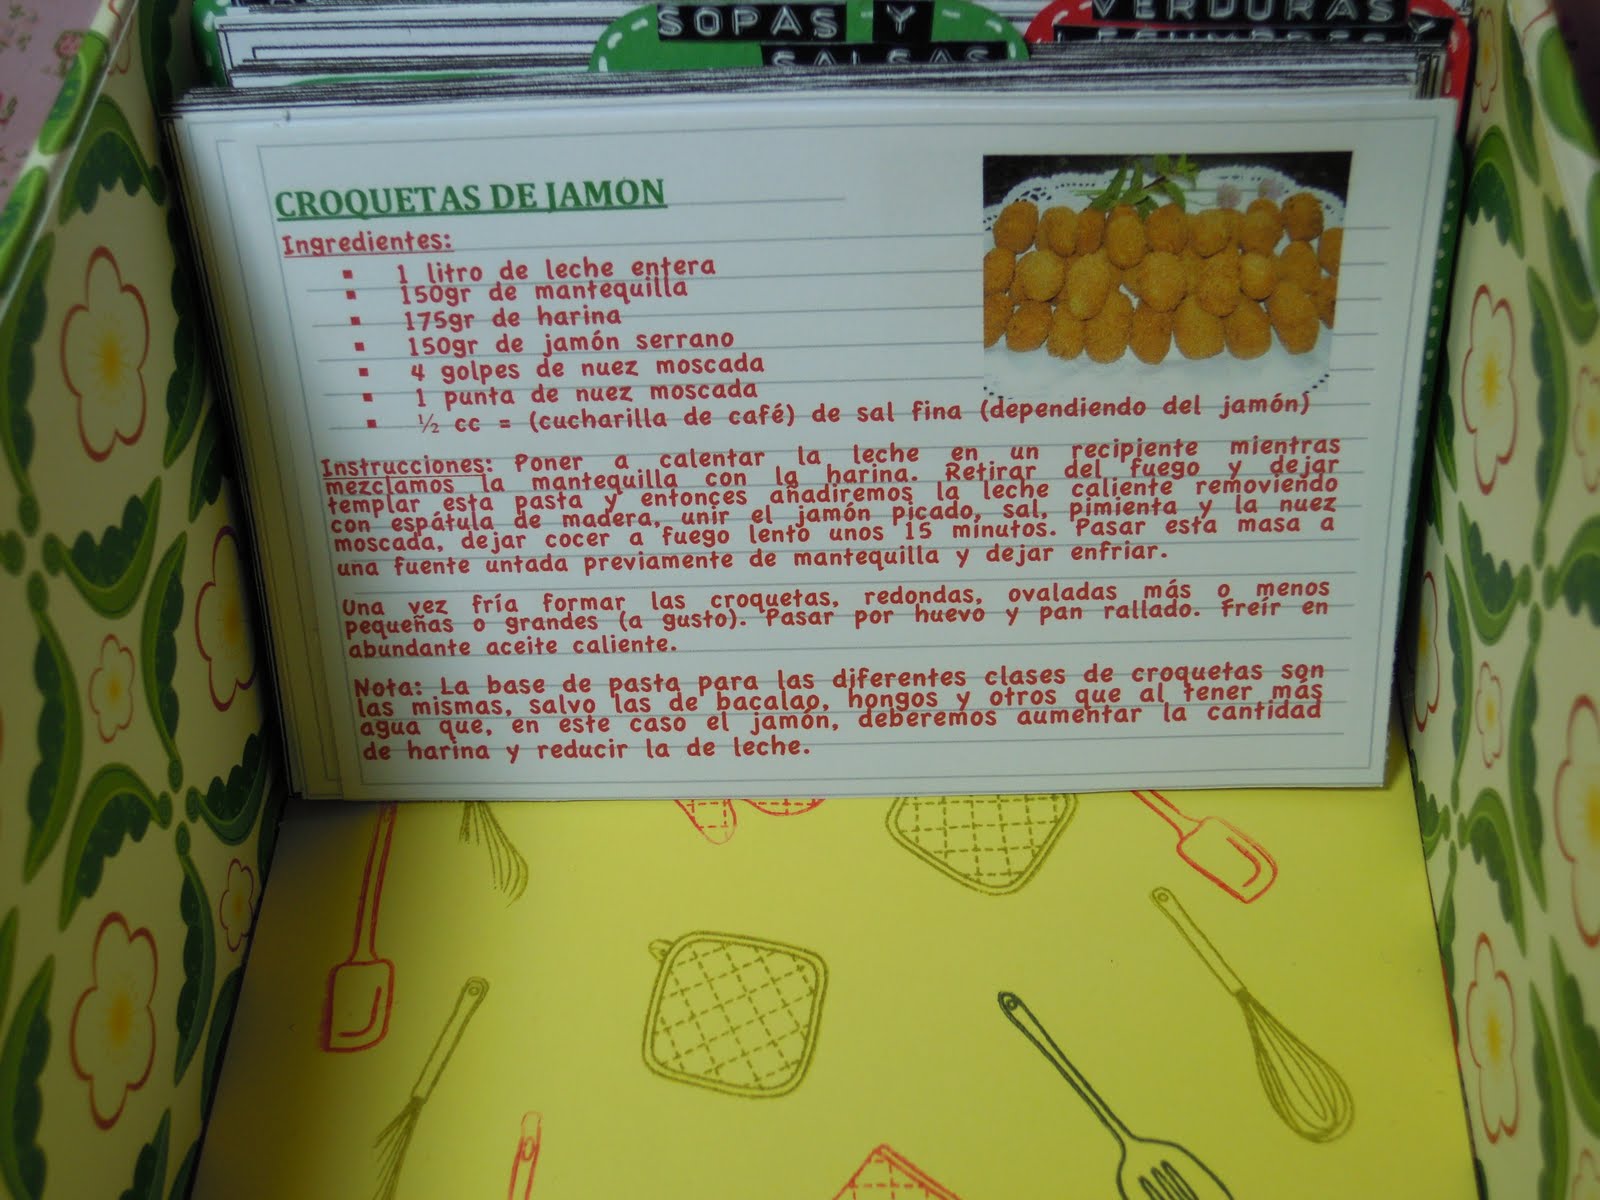 SOPAS Y
SALSAS
VERDURAS
CROQUETAS DE JAMON
Ingredientes:
▪ 1 litro de leche entera
▪ 150gr de mantequilla
▪ 175gr de harina
▪ 150gr de jamón serrano
▪ 4 golpes de nuez moscada
▪ 1 punta de nuez moscada
▪ ½ cc = (cucharilla de café) de sal fina (dependiendo del jamón)
Instrucciones: Poner a calentar la leche en un recipiente mientras
mezclamos la mantequilla con la harina. Retirar del fuego y dejar
templar esta pasta y entonces añadiremos la leche caliente removiendo
con espátula de madera, unir el jamón picado, sal, pimienta y la nuez
moscada, dejar cocer a fuego lento unos 15 minutos. Pasar esta masa a
una fuente untada previamente de mantequilla y dejar enfriar.
Una vez fría formar las croquetas, redondas, ovaladas más o menos
pequeñas o grandes (a gusto). Pasar por huevo y pan rallado. Freír en
abundante aceite caliente.
Nota: La base de pasta para las diferentes clases de croquetas son
las mismas, salvo las de bacalao, hongos y otros que al tener más
agua que, en este caso el jamón, deberemos aumentar la cantidad
de harina y reducir la de leche.